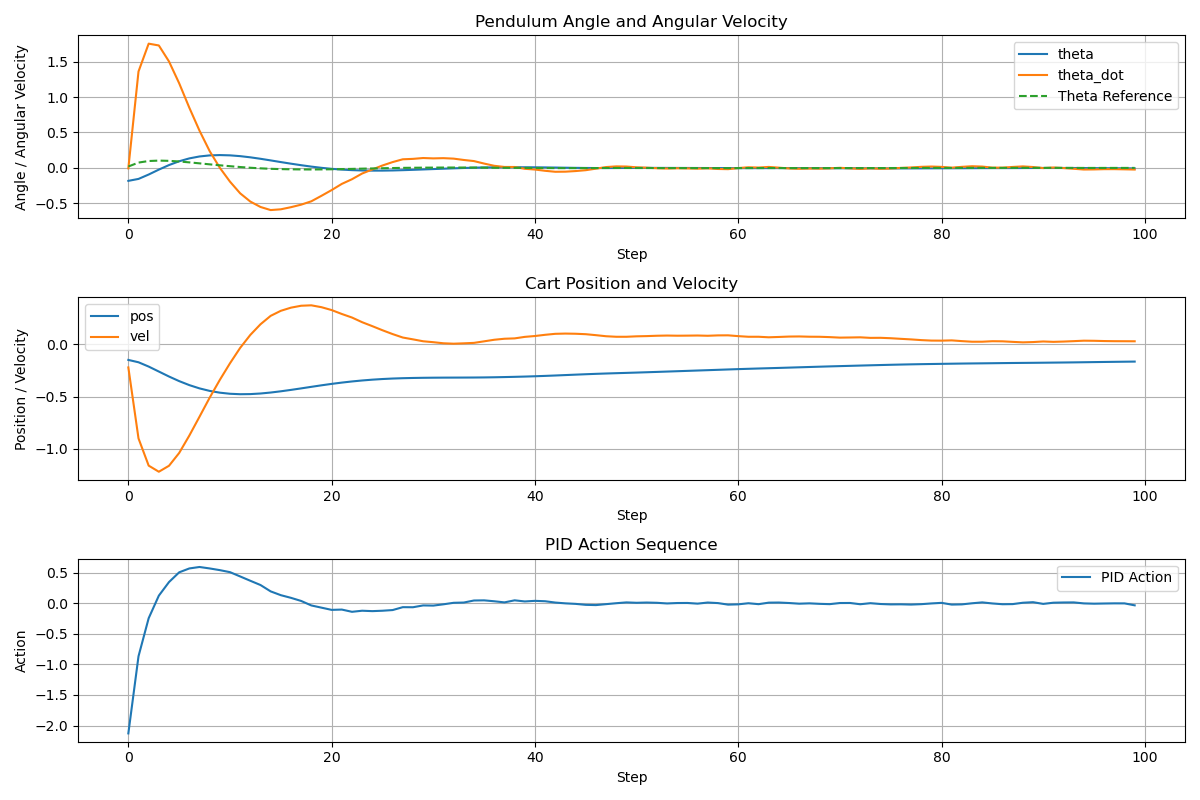 Pendulum Angle and Angular Velocity
Angle / Angular Velocity
1.5
1.0
0.5
0.0
−0.5
theta
theta_dot
Theta Reference
0
20
40
60
80
100
Step
Cart Position and Velocity
Position / Velocity
0.0
−0.5
−1.0
pos
vel
0
20
40
60
80
100
Step
PID Action Sequence
Action
0.5
0.0
−0.5
−1.0
−1.5
−2.0
PID Action
0
20
40
60
80
100
Step